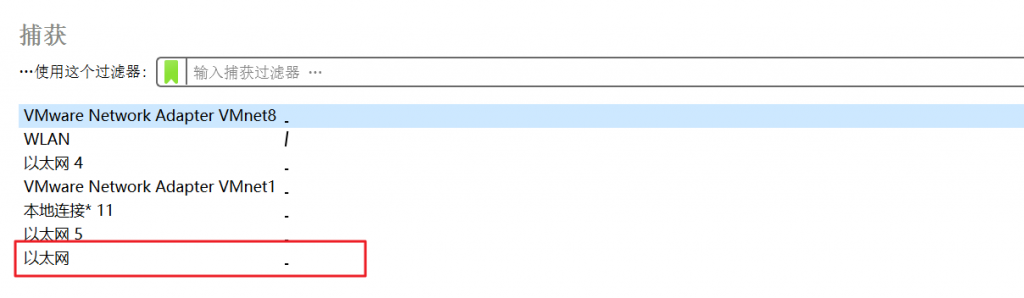 捕获
…使用这个过滤器： 输入捕获过滤器 …
VMware Network Adapter VMnet8
WLAN
以太网 4
VMware Network Adapter VMnet1
本地连接* 11
以太网 5
以太网